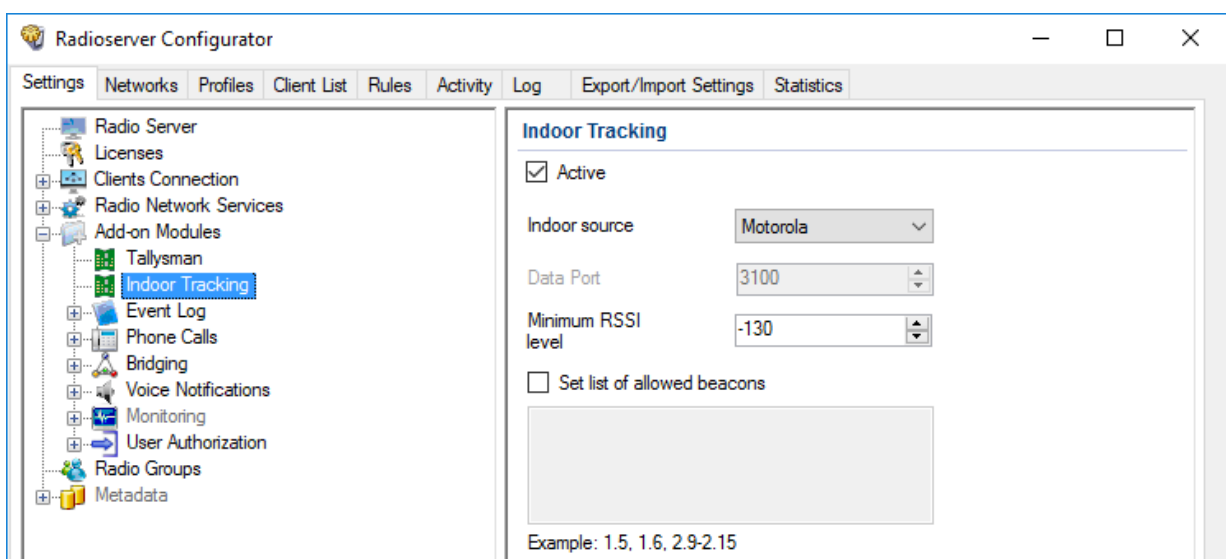 Radioserver Configurator
Settings Networks Profiles Client List Rules Activity Log Export/Import Settings Statistics
Radio Server
Licenses
Clients Connection
Radio Network Services
Add-on Modules
Tallysman
Indoor Tracking
Event Log
Phone Calls
Bridging
Voice Notifications
Monitoring
User Authorization
Radio Groups
Metadata
Indoor Tracking
Active
Indoor source Motorola
Data Port 3100
Minimum RSSI
level -130
Set list of allowed beacons
Example: 1.5, 1.6, 2.9-2.15